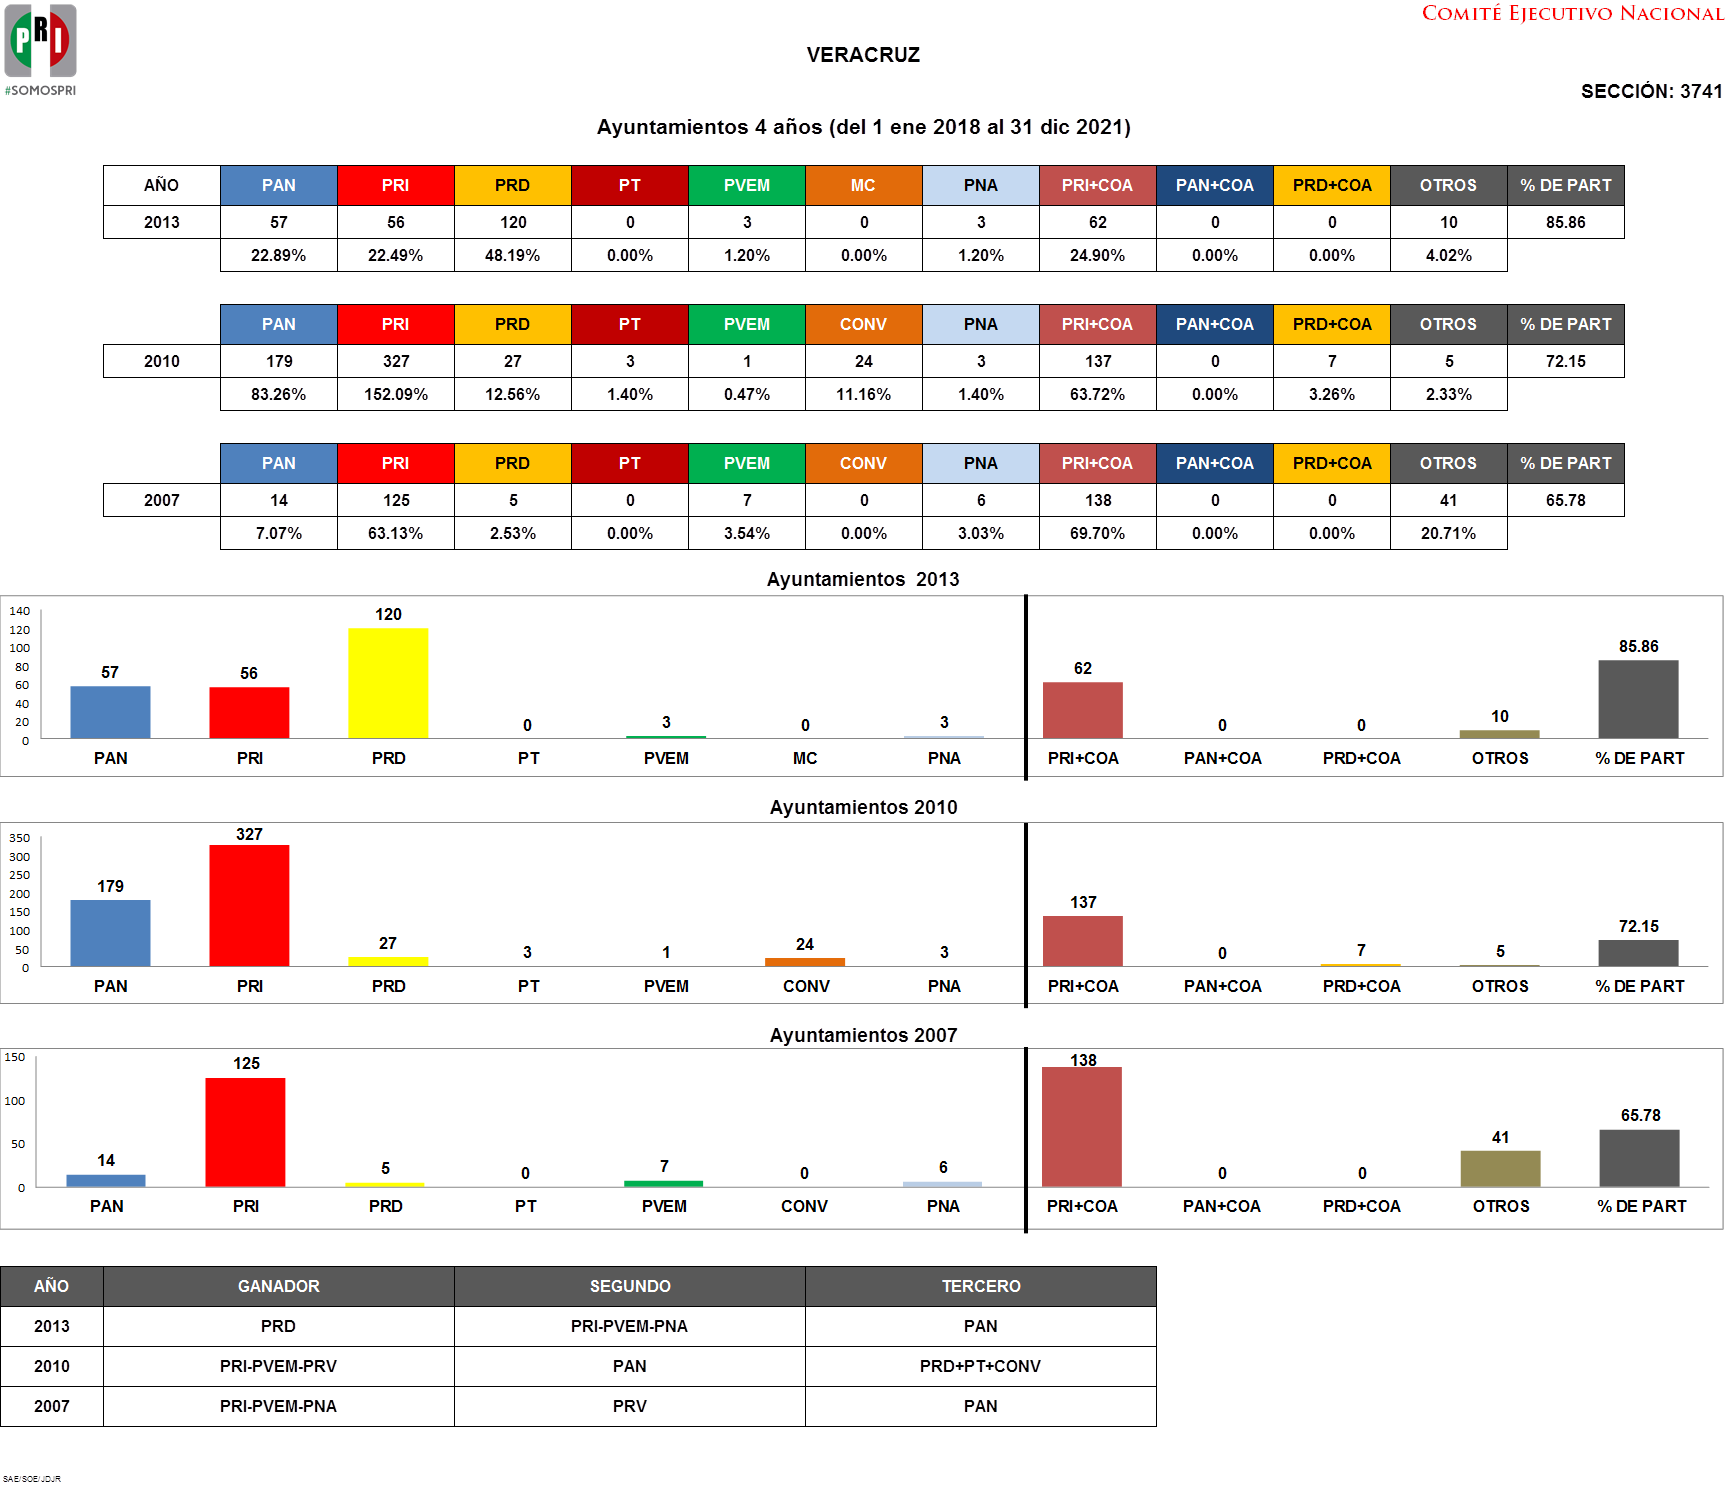 PRI
#SOMOSPRI
COMITÉ EJECUTIVO NACIONAL
VERACRUZ
SECCIÓN: 3741
Ayuntamientos 4 años (del 1 ene 2018 al 31 dic 2021)
AÑO PAN PRI PRD PT PVEM MC PNA PRI+COA PAN+COA PRD+COA OTROS % DE PART
2013 57 56 120 0 3 0 3 62 0 0 10 85.86
22.89% 22.49% 48.19% 0.00% 1.20% 0.00% 1.20% 24.90% 0.00% 0.00% 4.02%
PAN PRI PRD PT PVEM CONV PNA PRI+COA PAN+COA PRD+COA OTROS % DE PART
2010 179 327 27 3 1 24 3 137 0 7 5 72.15
83.26% 152.09% 12.56% 1.40% 0.47% 11.16% 1.40% 63.72% 0.00% 3.26% 2.33%
PAN PRI PRD PT PVEM CONV PNA PRI+COA PAN+COA PRD+COA OTROS % DE PART
2007 14 125 5 0 7 0 6 138 0 0 41 65.78
7.07% 63.13% 2.53% 0.00% 3.54% 0.00% 3.03% 69.70% 0.00% 0.00% 20.71%
Ayuntamientos 2013
140
120
100
80
60
40
20
0
57 56 120 0 3 0 3 62 0 0 10 85.86
PAN PRI PRD PT PVEM MC PNA PRI+COA PAN+COA PRD+COA OTROS % DE PART
Ayuntamientos 2010
350
300
250
200
150
100
50
0
179 327 27 3 1 24 3 137 0 7 5 72.15
PAN PRI PRD PT PVEM CONV PNA PRI+COA PAN+COA PRD+COA OTROS % DE PART
Ayuntamientos 2007
150
100
50
0
14 125 5 0 7 0 6 138 0 0 41 65.78
PAN PRI PRD PT PVEM CONV PNA PRI+COA PAN+COA PRD+COA OTROS % DE PART
AÑO GANADOR SEGUNDO TERCERO
2013 PRD PRI-PVEM-PNA PAN
2010 PRI-PVEM-PRV PAN PRD+PT+CONV
2007 PRI-PVEM-PNA PRV PAN
SAE/SOE/JDJR